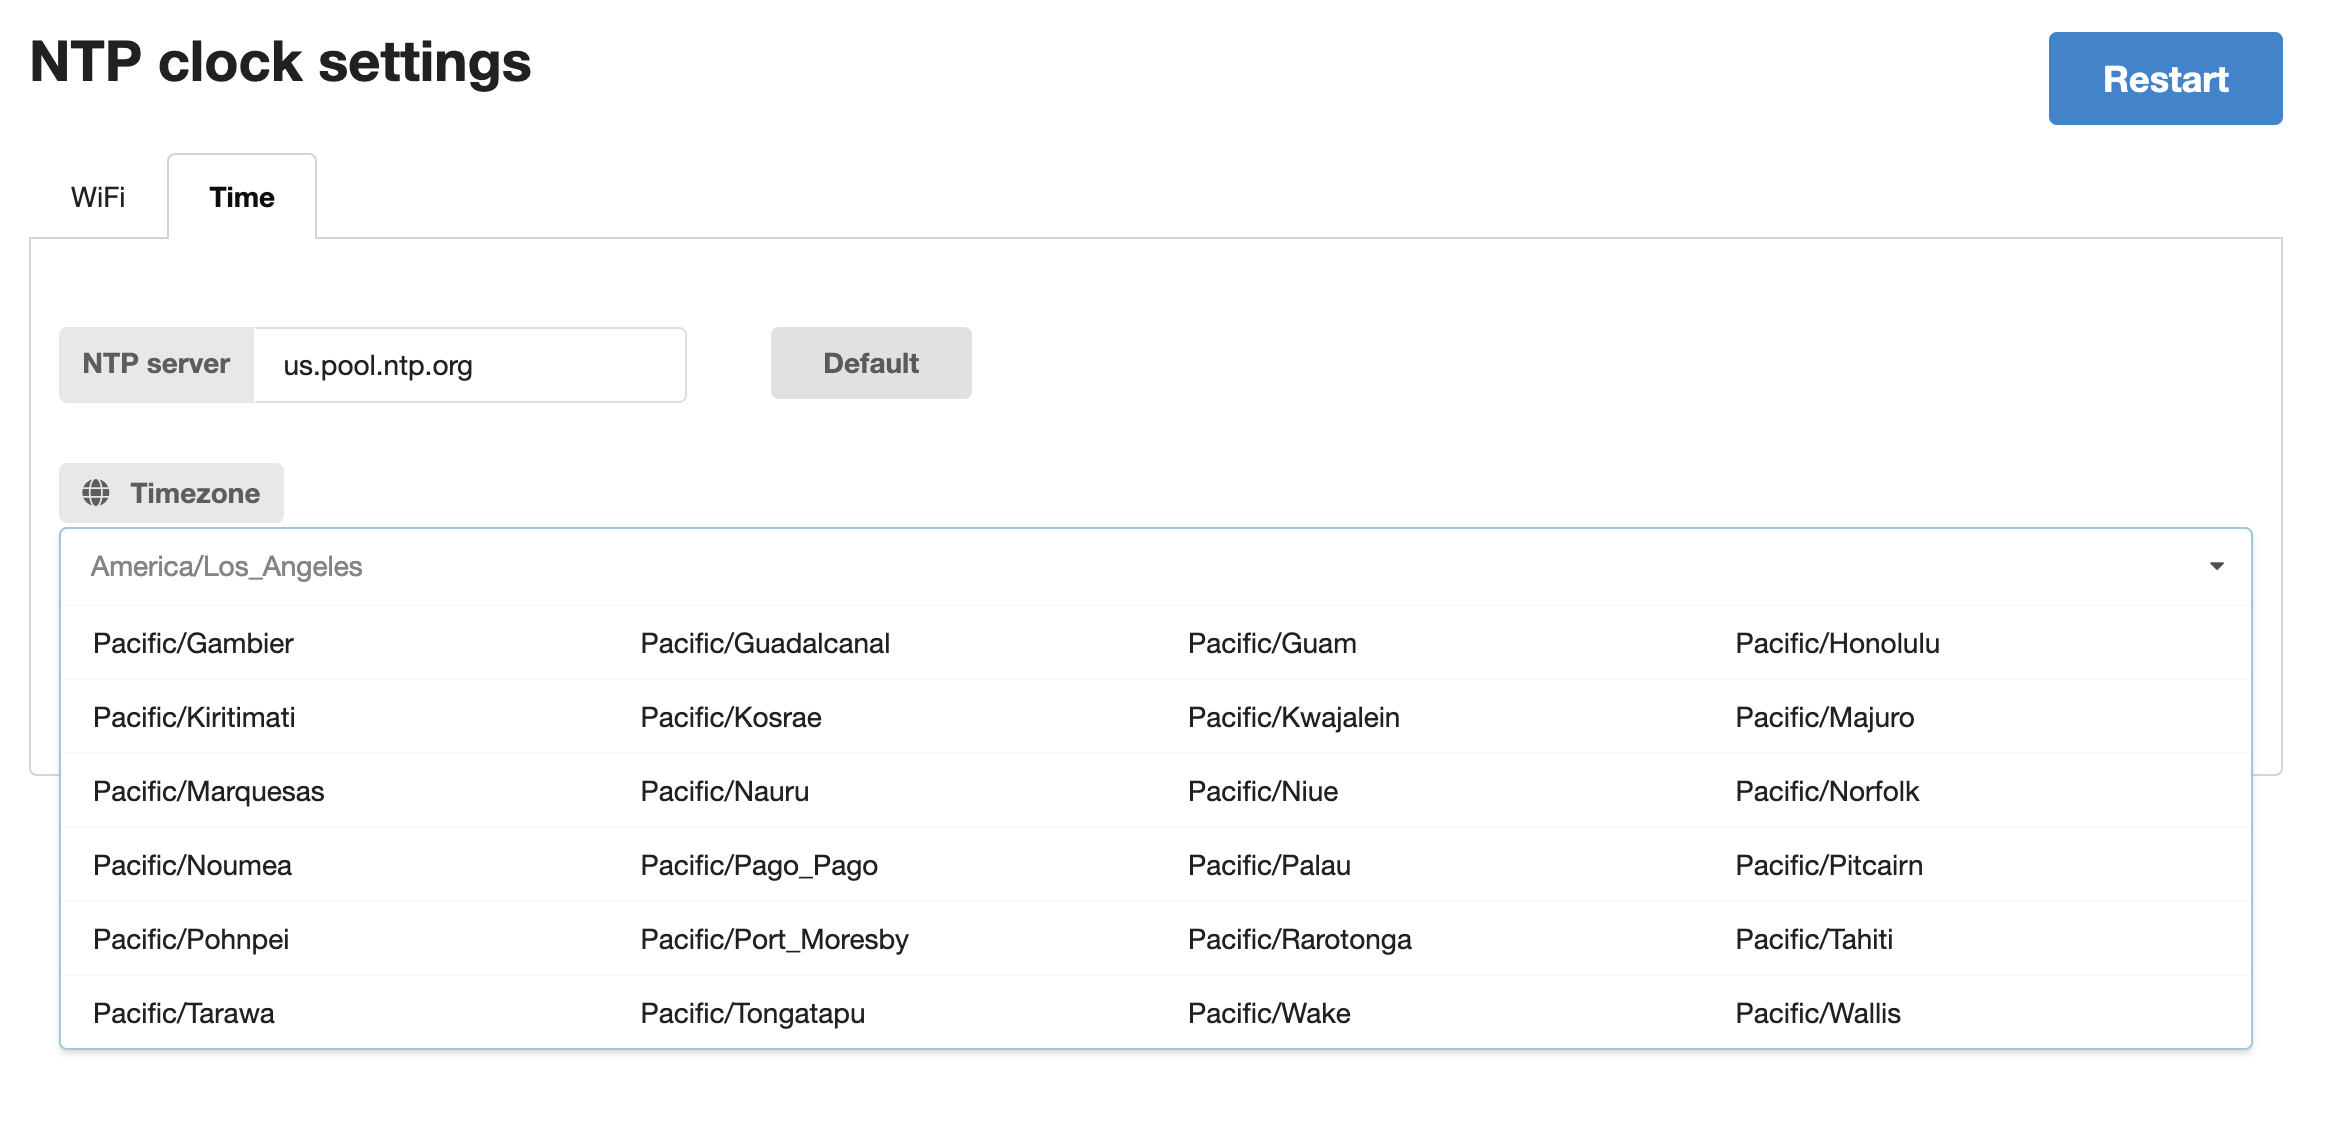 NTP clock settings
Restart
WiFi
Time
NTP server
us.pool.ntp.org
Default
Timezone
America/Los_Angeles
Pacific/Gambier Pacific/Guadalcanal Pacific/Guam Pacific/Honolulu
Pacific/Kiritimati Pacific/Kosrae Pacific/Kwajalein Pacific/Majuro
Pacific/Marquesas Pacific/Nauru Pacific/Niue Pacific/Norfolk
Pacific/Noumea Pacific/Pago_Pago Pacific/Palau Pacific/Pitcairn
Pacific/Pohnpei Pacific/Port_Moresby Pacific/Rarotonga Pacific/Tahiti
Pacific/Tarawa Pacific/Tongatapu Pacific/Wake Pacific/Wallis